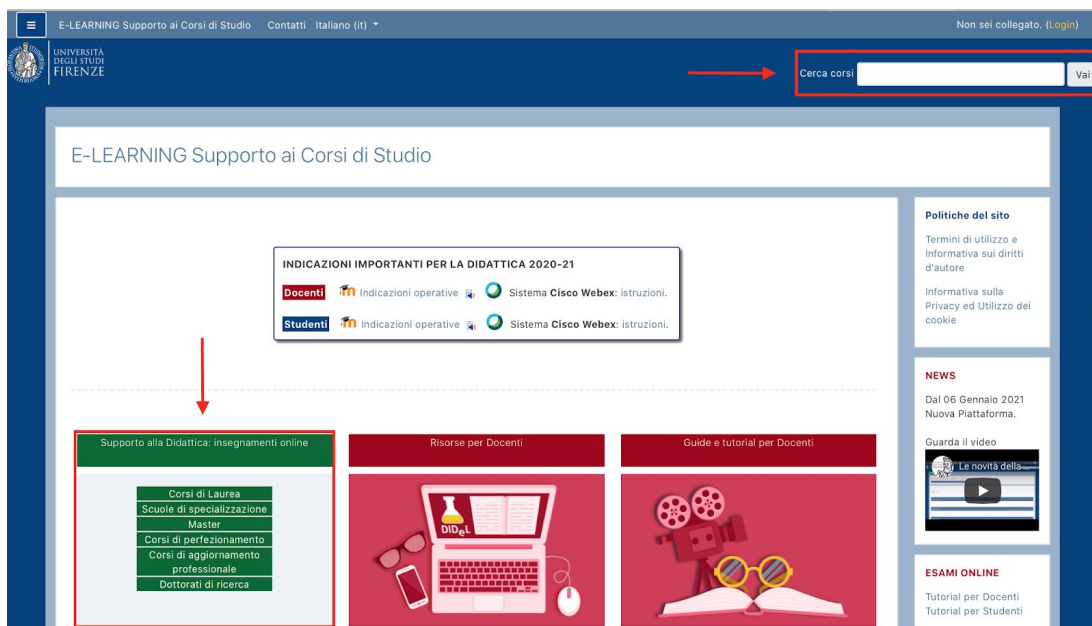 E-LEARNING Supporto ai Corsi di Studio Contatti Italiano (it)
Non sei collegato. (Login)
UNIVERSITÀ
DEGLI STUDI
FIRENZE
Cerca corsi
Vai
E-LEARNING Supporto ai Corsi di Studio
INDICAZIONI IMPORTANTI PER LA DIDATTICA 2020-21
Docenti Indicazioni operative Sistema Cisco Webex: istruzioni.
Studenti Indicazioni operative Sistema Cisco Webex: istruzioni.
Supporto alla Didattica: insegnamenti online
Corsi di Laurea
Scuole di specializzazione
Master
Corsi di perfezionamento
Corsi di aggiornamento
professionale
Dottorati di ricerca
Risorse per Docenti
DIDeL
Guide e tutorial per Docenti
Politiche del sito
Termini di utilizzo e
Informativa sui diritti
d'autore
Informativa sulla
Privacy ed Utilizzo dei
cookie
NEWS
Dal 06 Gennaio 2021
Nuova Piattaforma.
Guarda il video
Le novità della...
ESAMI ONLINE
Tutorial per Docenti
Tutorial per Studenti